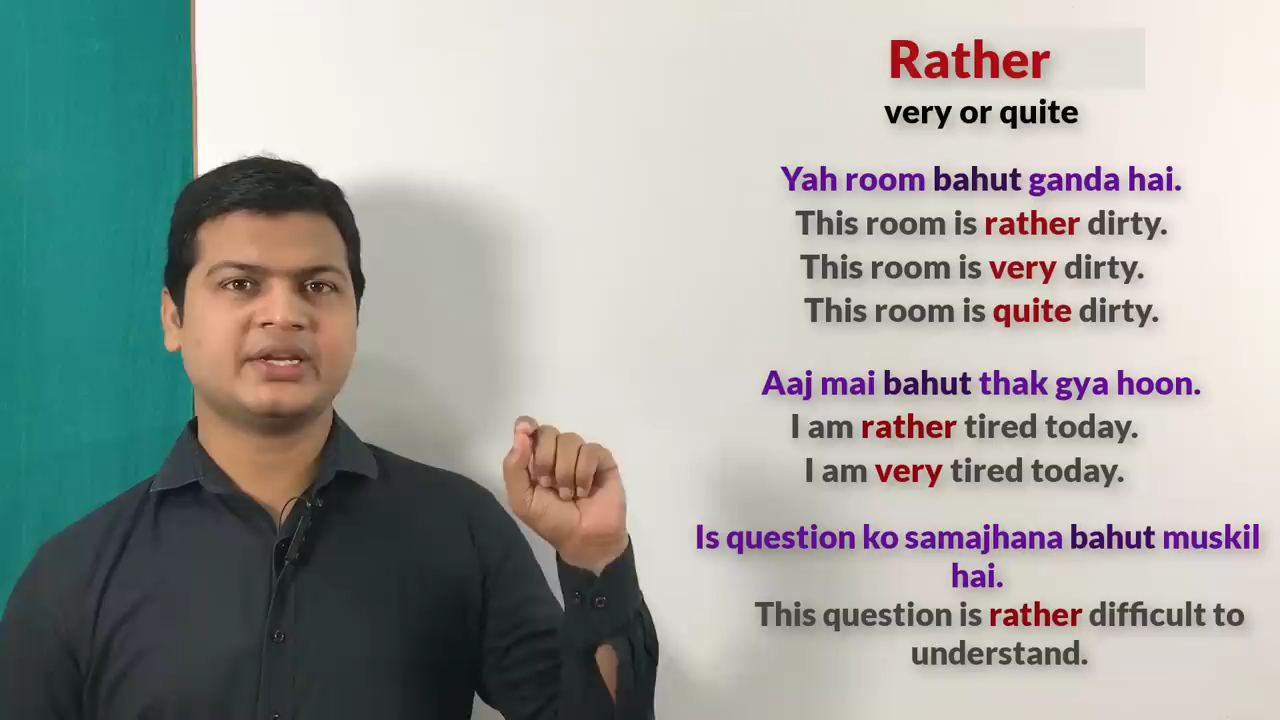 Rather
very or quite
Yah room bahut ganda hai.
This room is rather dirty.
This room is very dirty.
This room is quite dirty.
Aaj mai bahut thak gya hoon.
I am rather tired today.
I am very tired today.
Is question ko samajhana bahut muskil
hai.
This question is rather difficult to
understand.